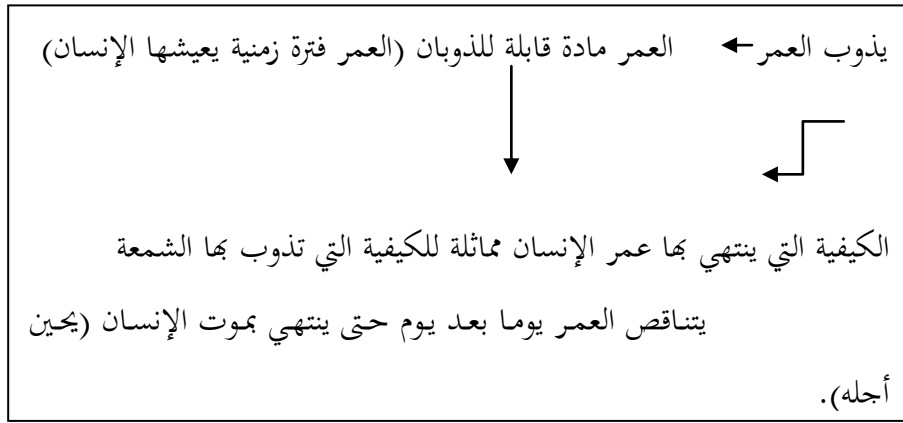 يذوب العمر ← العمر مادة قابلة للذوبان (العمر فترة زمنية يعيشها الإنسان)
الكيفية التي ينتهي بها عمر الإنسان مماثلة للكيفية التي تذوب بها الشمعة
يتناقص العمر يوما بعد يوم حتى ينتهي بموت الإنسان (يحين
أجله).